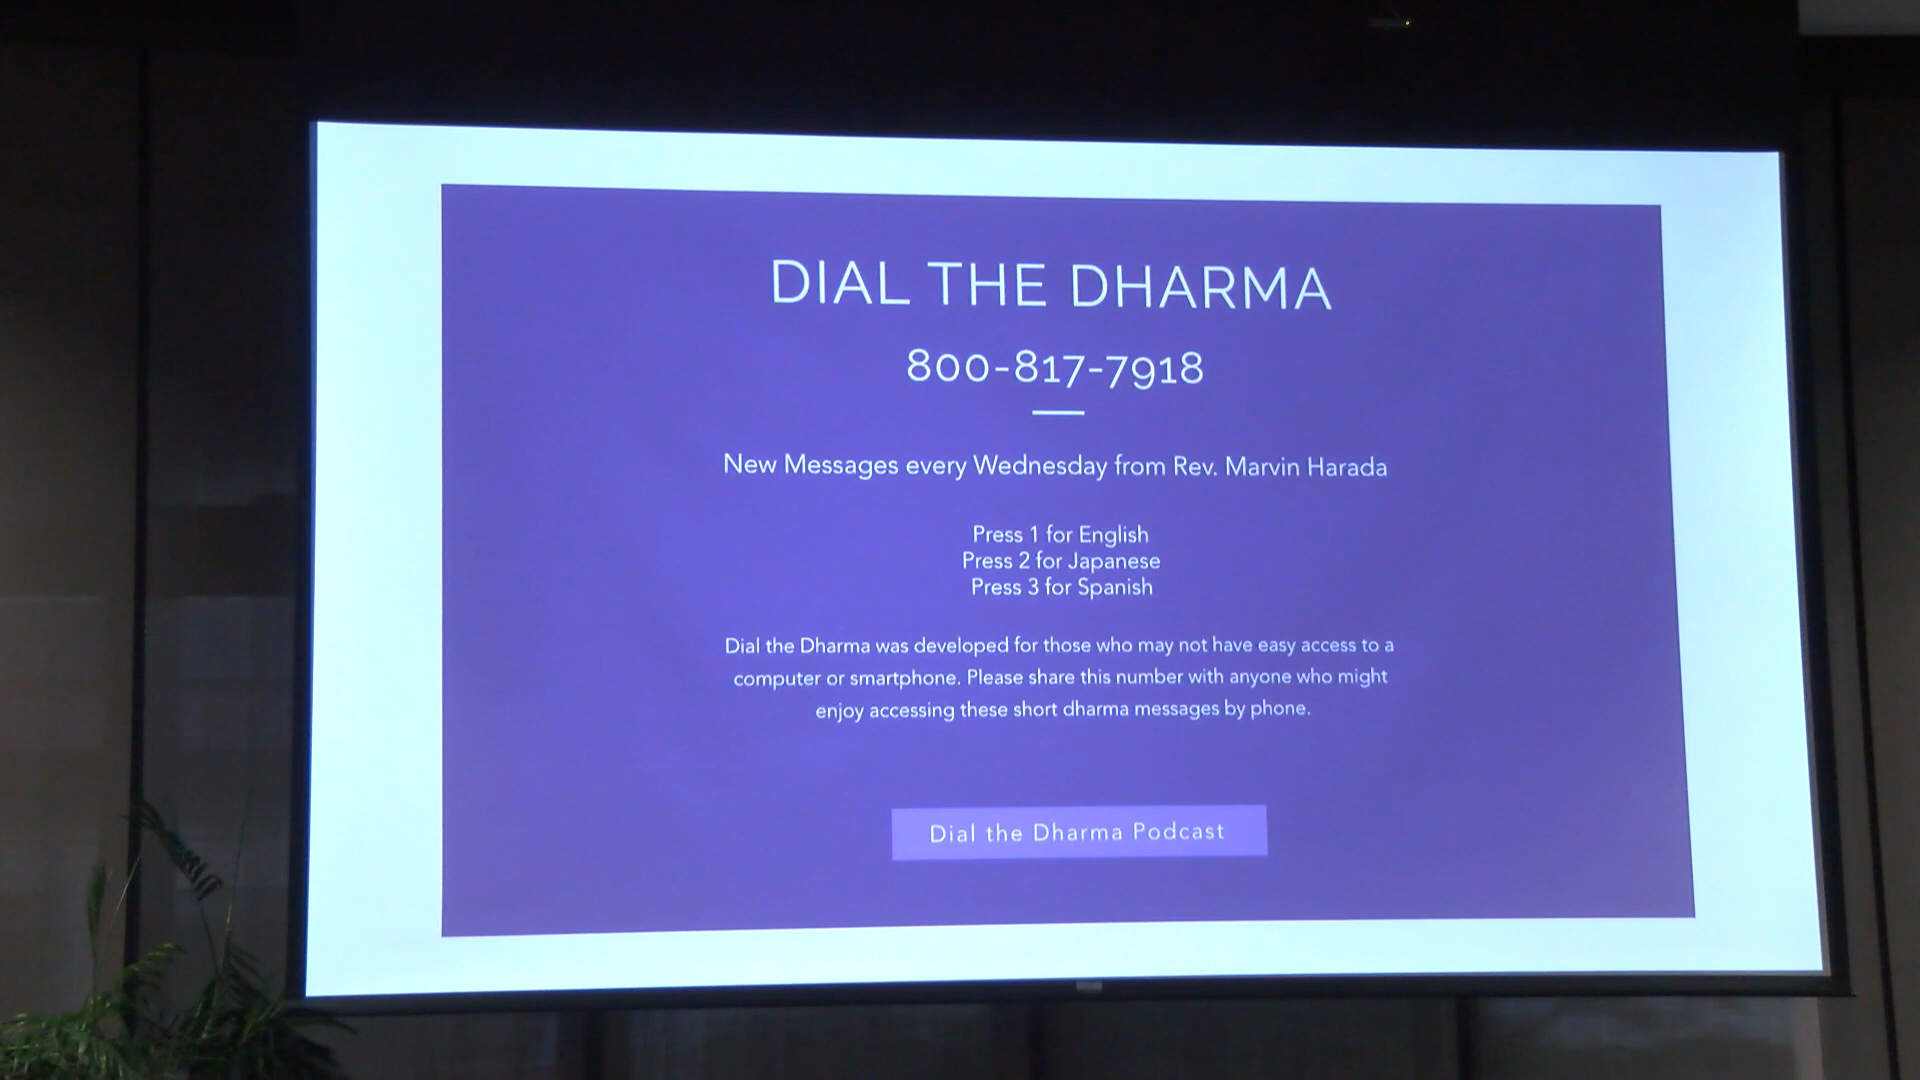 DIAL THE DHARMA
800-817-7918
New Messages every Wednesday from Rev. Marvin Harada
Press 1 for English
Press 2 for Japanese
Press 3 for Spanish
Dial the Dharma was developed for those who may not have easy access to a
computer or smartphone. Please share this number with anyone who might
enjoy accessing these short dharma messages by phone.
Dial the Dharma Podcast